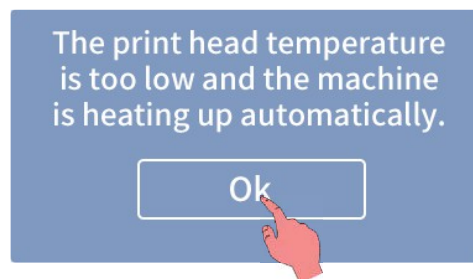 The print head temperature
is too low and the machine
is heating up automatically.
Ok